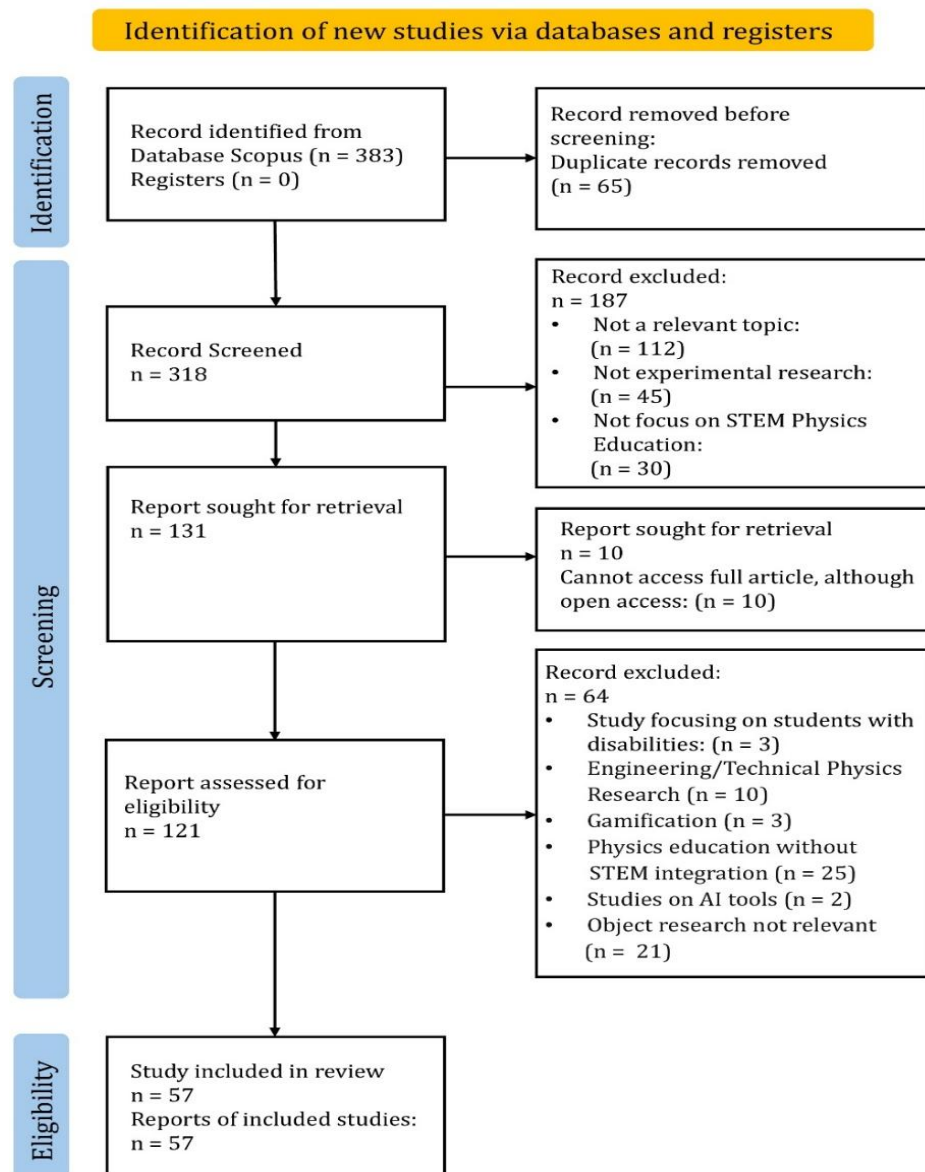 Identification of new studies via databases and registers
Identification
Record identified from
Database Scopus (n = 383)
Registers (n = 0)
Record removed before
screening:
Duplicate records removed
(n = 65)
Screening
Record Screened
n = 318
Record excluded:
n = 187
• Not a relevant topic:
(n = 112)
• Not experimental research:
(n = 45)
• Not focus on STEM Physics
Education:
(n = 30)
Report sought for retrieval
n = 131
Report sought for retrieval
n = 10
Cannot access full article, although
open access: (n = 10)
Report assessed for
eligibility
n = 121
Record excluded:
n = 64
• Study focusing on students with
disabilities: (n = 3)
• Engineering/Technical Physics
Research (n = 10)
• Gamification (n = 3)
• Physics education without
STEM integration (n = 25)
• Studies on AI tools (n = 2)
• Object research not relevant
(n = 21)
Eligibility
Study included in review
n = 57
Reports of included studies:
n = 57